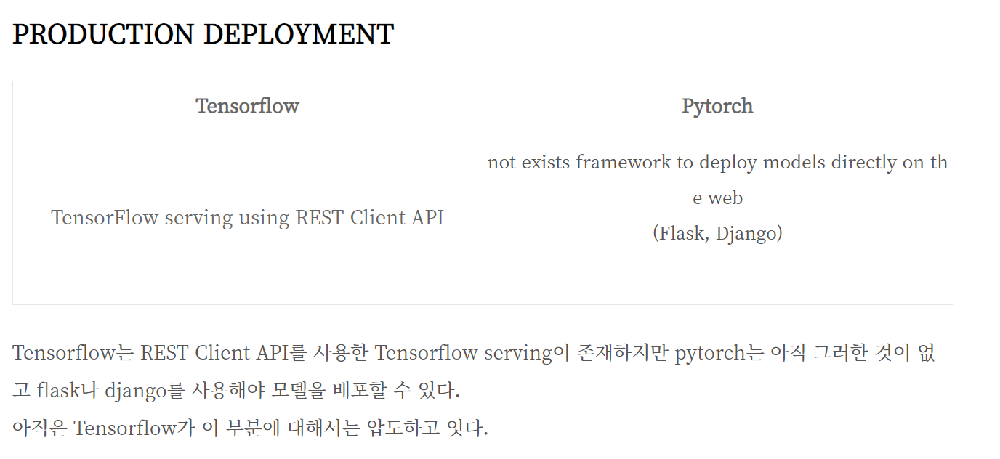 PRODUCTION DEPLOYMENT
Tensorflow
Pytorch
TensorFlow serving using REST Client API
not exists framework to deploy models directly on th
e web
(Flask, Django)
Tensorflow는 REST Client API를 사용한 Tensorflow serving이 존재하지만 pytorch는 아직 그러한 것이 없
고 flask나 django를 사용해야 모델을 배포할 수 있다.
아직은 Tensorflow가 이 부분에 대해서는 압도하고 잇다.